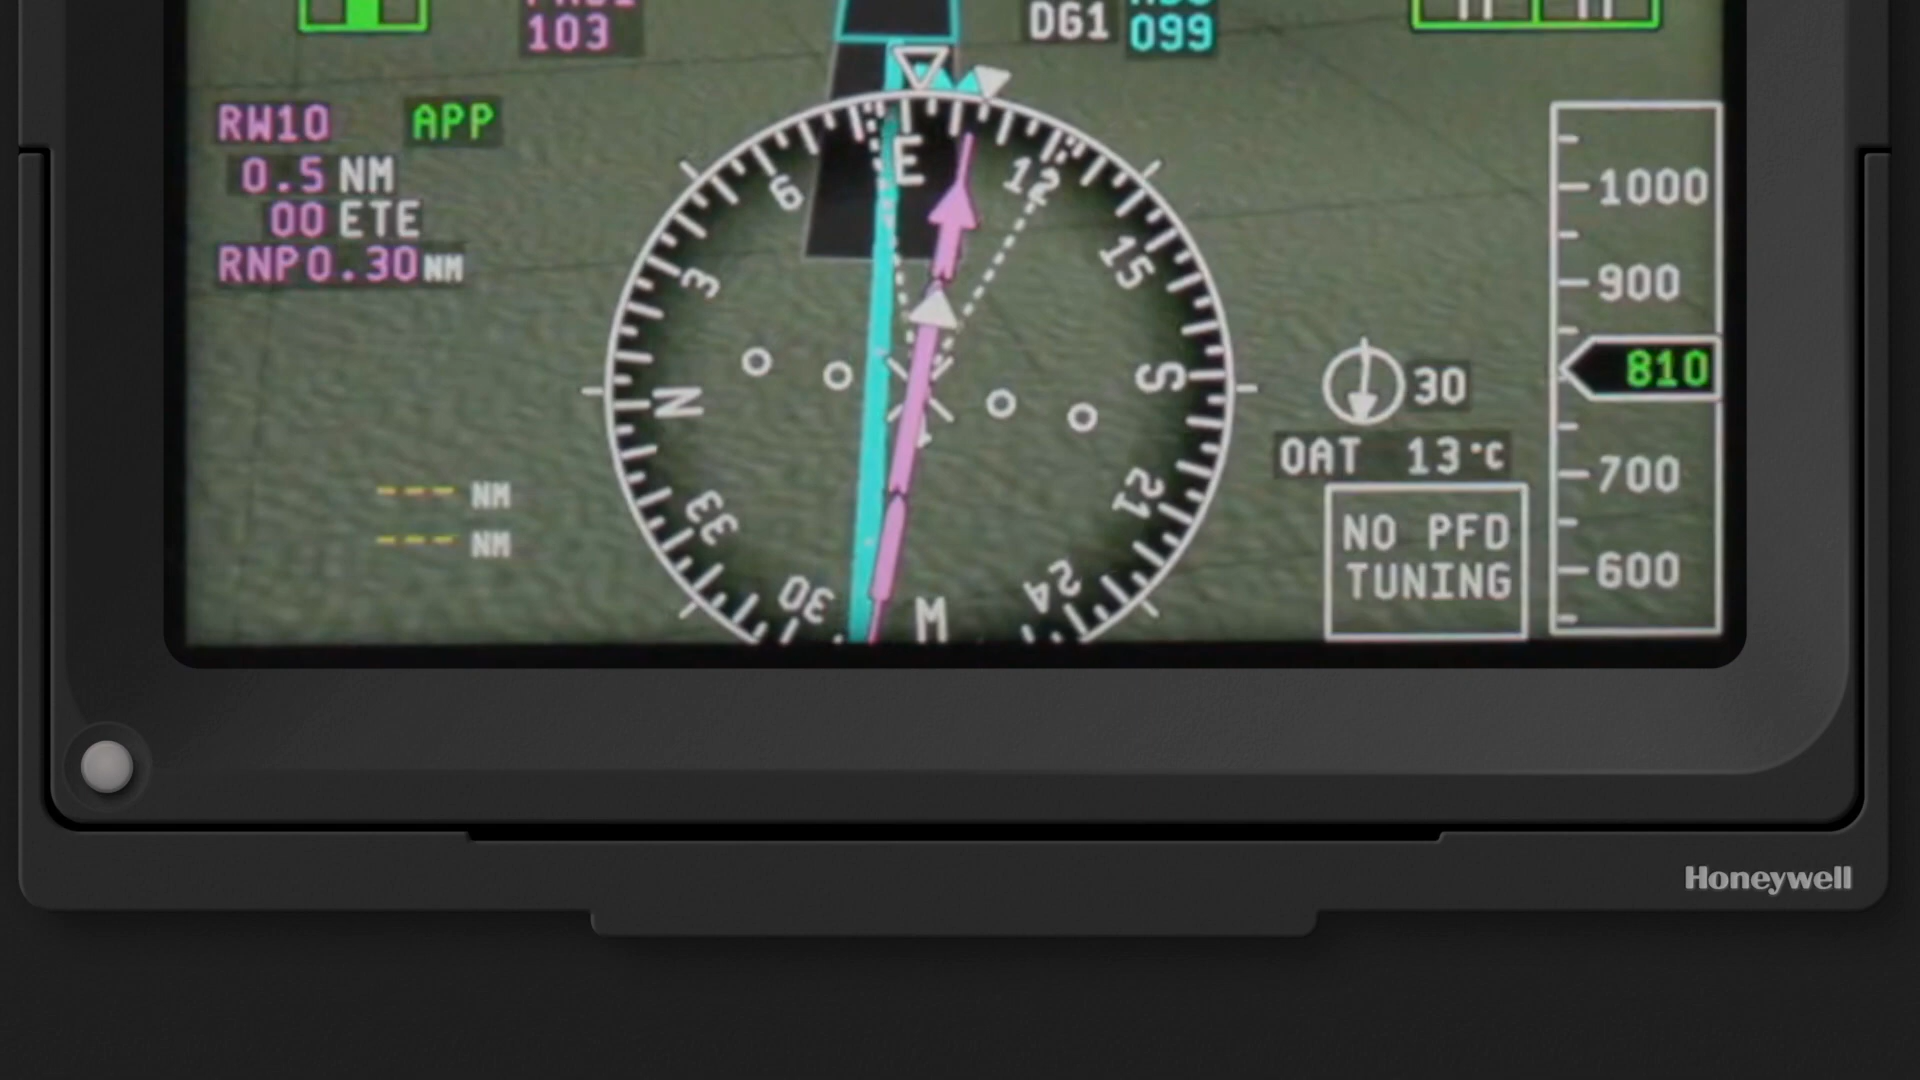 103
DG1
099
RW10 APP
0.5 NM
00 ETE
RNP 0.30 NM
E
12
15
S
21
24
W
30
33
N
3
6
30
OAT 13°C
NO PFD
TUNING
--- NM
--- NM
1000
900
810
700
600
Honeywell